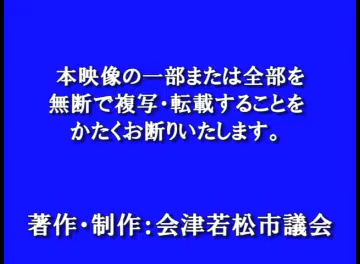 本映像の一部または全部を
無断で複写・転載することを
かたくお断りいたします。
著作・制作：会津若松市議会